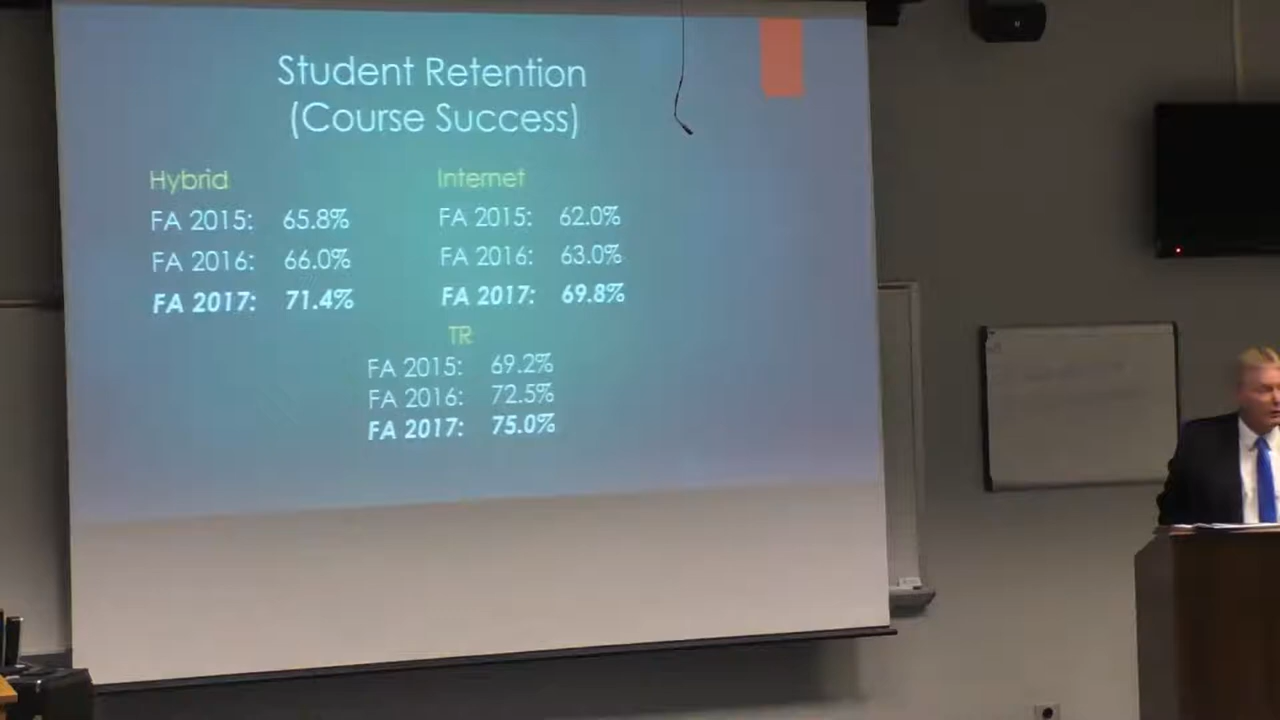 Student Retention
(Course Success)
Hybrid
FA 2015: 65.8%
FA 2016: 66.0%
FA 2017: 71.4%
Internet
FA 2015: 62.0%
FA 2016: 63.0%
FA 2017: 69.8%
TR
FA 2015: 69.2%
FA 2016: 72.5%
FA 2017: 75.0%